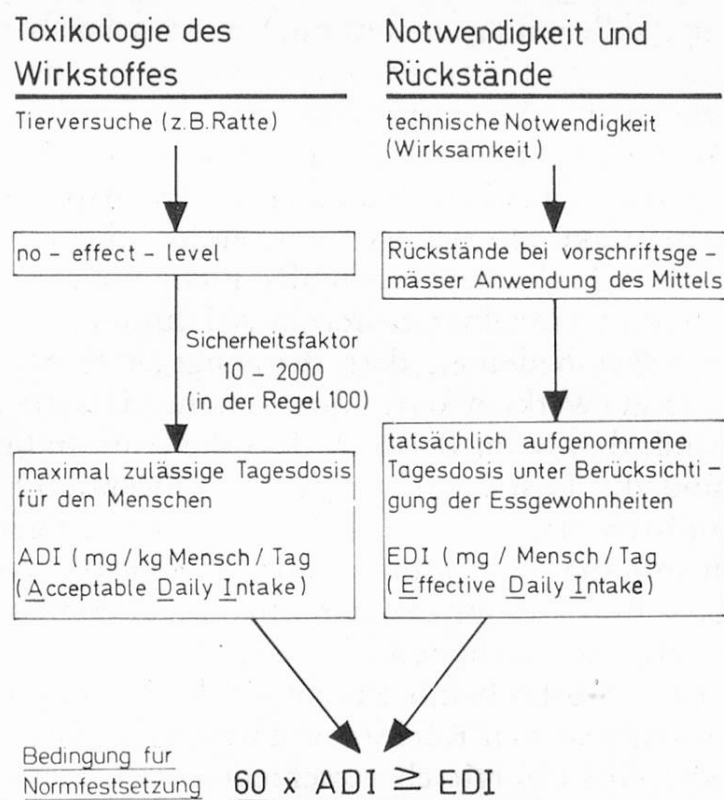 Toxikologie des
Wirkstoffes
Tierversuche (z.B.Ratte)
no - effect - level
Sicherheitsfaktor
10 - 2000
(in der Regel 100)
maximal zulässige Tagesdosis
für den Menschen
ADI ( mg / kg Mensch / Tag
( Acceptable Daily Intake)
Notwendigkeit und
Rückstände
technische Notwendigkeit
(Wirksamkeit)
Rückstände bei vorschriftsge-
mässer Anwendung des Mittels
tatsächlich aufgenommene
Tagesdosis unter Berücksichti -
gung der Essgewohnheiten
EDI ( mg / Mensch / Tag
( Effective Daily Intake)
Bedingung für
Normfestsetzung 60 x ADI ≥ EDI